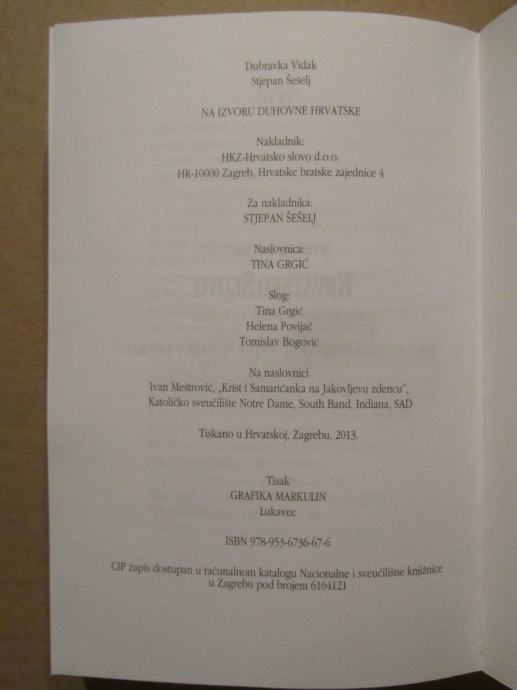 Dubravka Vidak
Stjepan Šešelj
NA IZVORU DUHOVNE HRVATSKE
Nakladnik:
HKZ-Hrvatsko slovo d.o.o.
HR-10000 Zagreb, Hrvatske bratske zajednice 4
Za nakladnika:
STJEPAN ŠEŠELJ
Naslovnica:
TINA GRGIĆ
Slog:
Tina Grgić
Helena Povijač
Tomislav Bogović
Na naslovnici
Ivan Meštrović, „Krist i Samarićanka na Jakovljevu zdencu",
Katoličko sveučilište Notre Dame, South Band, Indiana, SAD
Tiskano u Hrvatskoj, Zagrebu, 2013.
Tisak
GRAFIKA MARKULIN
Lukavec
ISBN 978-953-6736-67-6
CIP zapis dostupan u računalnom katalogu Nacionalne i sveučilišne knjižnice
u Zagrebu pod brojem 6164121